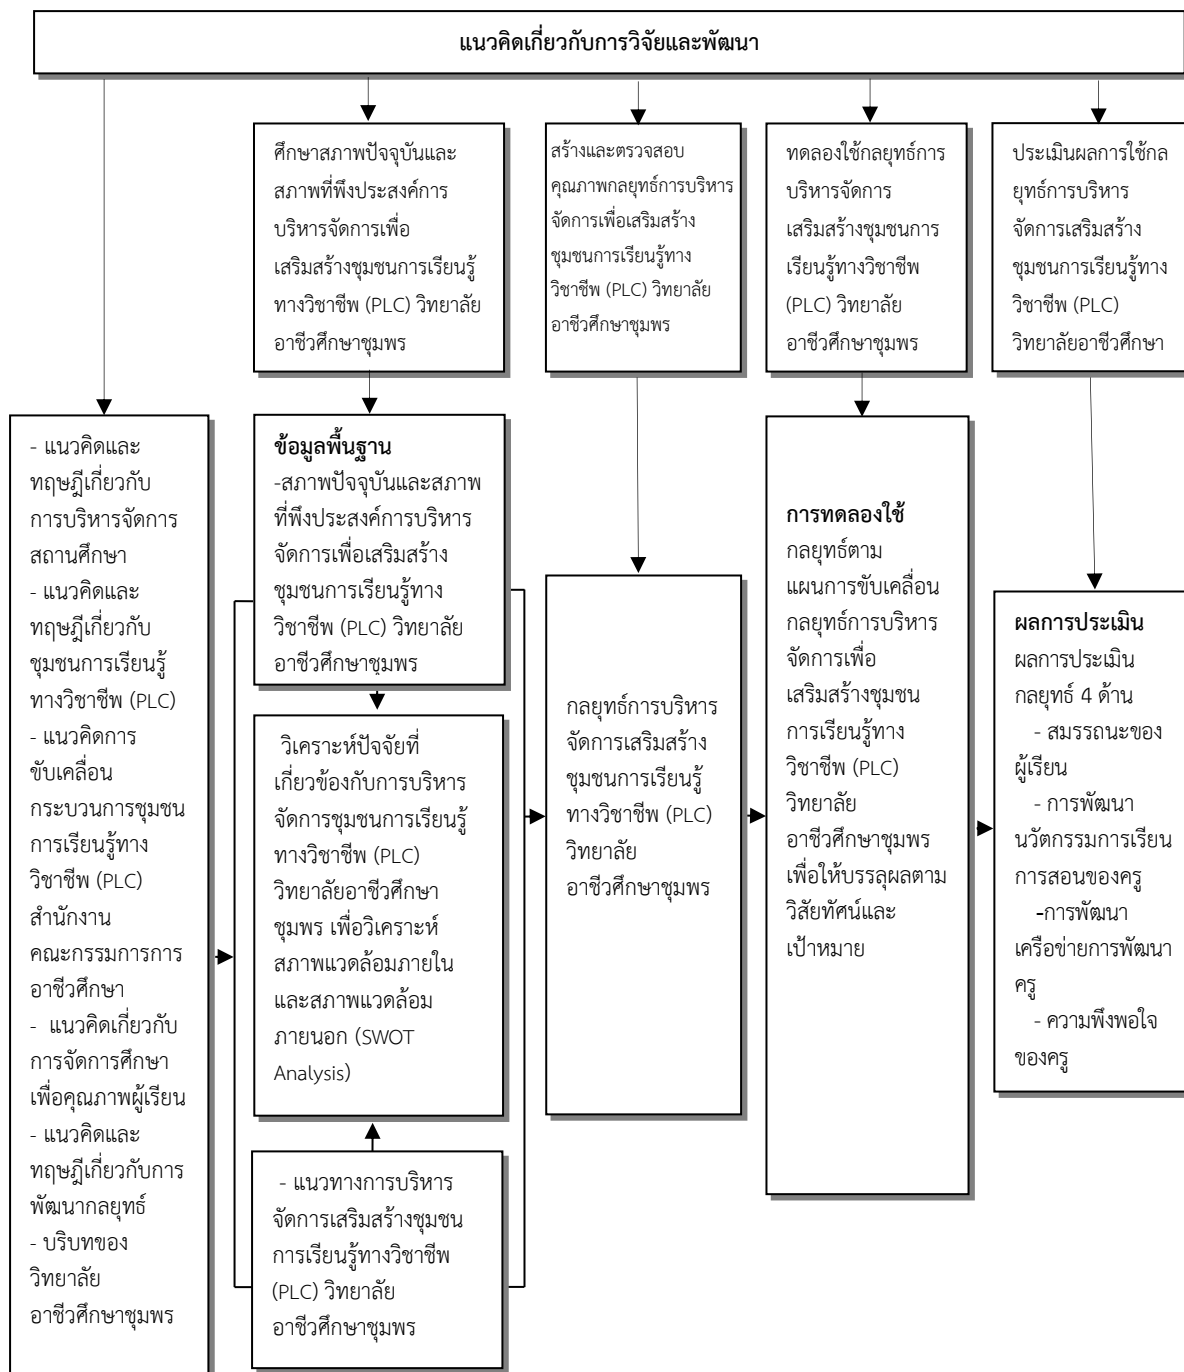 แนวคิดเกี่ยวกับการวิจัยและพัฒนา
ศึกษาสภาพปัจจุบันและ
สภาพที่พึงประสงค์การ
บริหารจัดการเพื่อ
เสริมสร้างชุมชนการเรียนรู้
ทางวิชาชีพ (PLC) วิทยาลัย
อาชีวศึกษาชุมพร
สร้างและตรวจสอบ
คุณภาพกลยุทธ์การบริหาร
จัดการเพื่อเสริมสร้าง
ชุมชนการเรียนรู้ทาง
วิชาชีพ (PLC) วิทยาลัย
อาชีวศึกษาชุมพร
ทดลองใช้กลยุทธ์การ
บริหารจัดการ
เสริมสร้างชุมชนการ
เรียนรู้ทางวิชาชีพ
(PLC) วิทยาลัย
อาชีวศึกษาชุมพร
ประเมินผลการใช้กล
ยุทธ์การบริหาร
จัดการเสริมสร้าง
ชุมชนการเรียนรู้ทาง
วิชาชีพ (PLC)
วิทยาลัยอาชีวศึกษา
- แนวคิดและ
ทฤษฎีเกี่ยวกับ
การบริหารจัดการ
สถานศึกษา
- แนวคิดและ
ทฤษฎีเกี่ยวกับ
ชุมชนการเรียนรู้
ทางวิชาชีพ (PLC)
- แนวคิดการ
ขับเคลื่อน
กระบวนการชุมชน
การเรียนรู้ทาง
วิชาชีพ (PLC)
สำนักงาน
คณะกรรมการการ
อาชีวศึกษา
- แนวคิดเกี่ยวกับ
การจัดการศึกษา
เพื่อคุณภาพผู้เรียน
- แนวคิดและ
ทฤษฎีเกี่ยวกับการ
พัฒนากลยุทธ์
- บริบทของ
วิทยาลัย
อาชีวศึกษาชุมพร
ข้อมูลพื้นฐาน
-สภาพปัจจุบันและสภาพ
ที่พึงประสงค์การบริหาร
จัดการเพื่อเสริมสร้าง
ชุมชนการเรียนรู้ทาง
วิชาชีพ (PLC) วิทยาลัย
อาชีวศึกษาชุมพร
วิเคราะห์ปัจจัยที่
เกี่ยวข้องกับการบริหาร
จัดการชุมชนการเรียนรู้
ทางวิชาชีพ (PLC)
วิทยาลัยอาชีวศึกษา
ชุมพร เพื่อวิเคราะห์
สภาพแวดล้อมภายใน
และสภาพแวดล้อม
ภายนอก (SWOT
Analysis)
- แนวทางการบริหาร
จัดการเสริมสร้างชุมชน
การเรียนรู้ทางวิชาชีพ
(PLC) วิทยาลัย
อาชีวศึกษาชุมพร
กลยุทธ์การบริหาร
จัดการเสริมสร้าง
ชุมชนการเรียนรู้
ทางวิชาชีพ (PLC)
วิทยาลัย
อาชีวศึกษาชุมพร
การทดลองใช้
กลยุทธ์ตาม
แผนการขับเคลื่อน
กลยุทธ์การบริหาร
จัดการเพื่อ
เสริมสร้างชุมชน
การเรียนรู้ทาง
วิชาชีพ (PLC)
วิทยาลัย
อาชีวศึกษาชุมพร
เพื่อให้บรรลุผลตาม
วิสัยทัศน์และ
เป้าหมาย
ผลการประเมิน
ผลการประเมิน
กลยุทธ์ 4 ด้าน
- สมรรถนะของ
ผู้เรียน
- การพัฒนา
นวัตกรรมการเรียน
การสอนของครู
-การพัฒนา
เครือข่ายการพัฒนา
ครู
- ความพึงพอใจ
ของครู